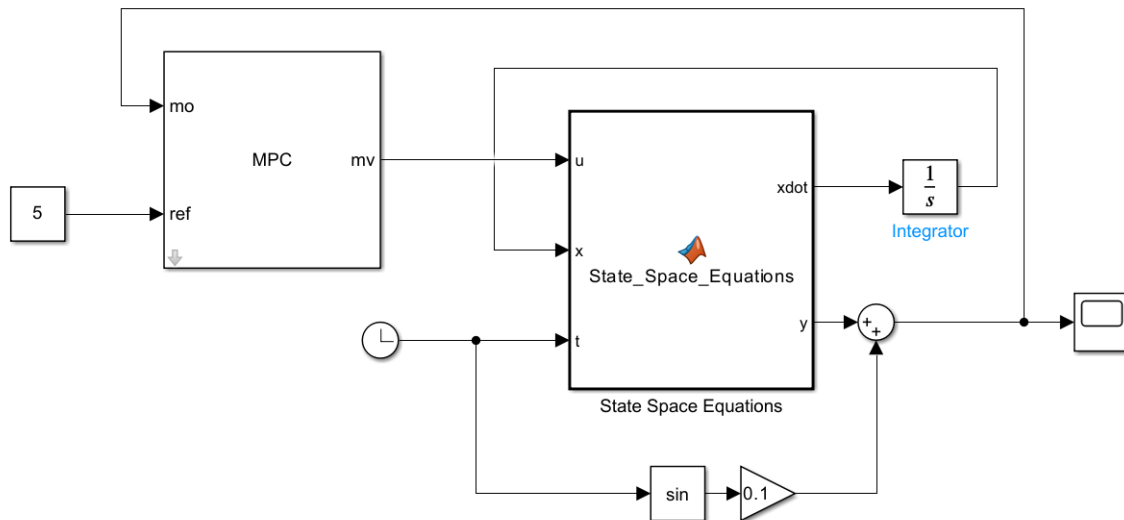 mo
MPC
mv
u
5
ref
xdot
1
s
Integrator
x
State_Space_Equations
y
+
+
t
State Space Equations
sin
0.1